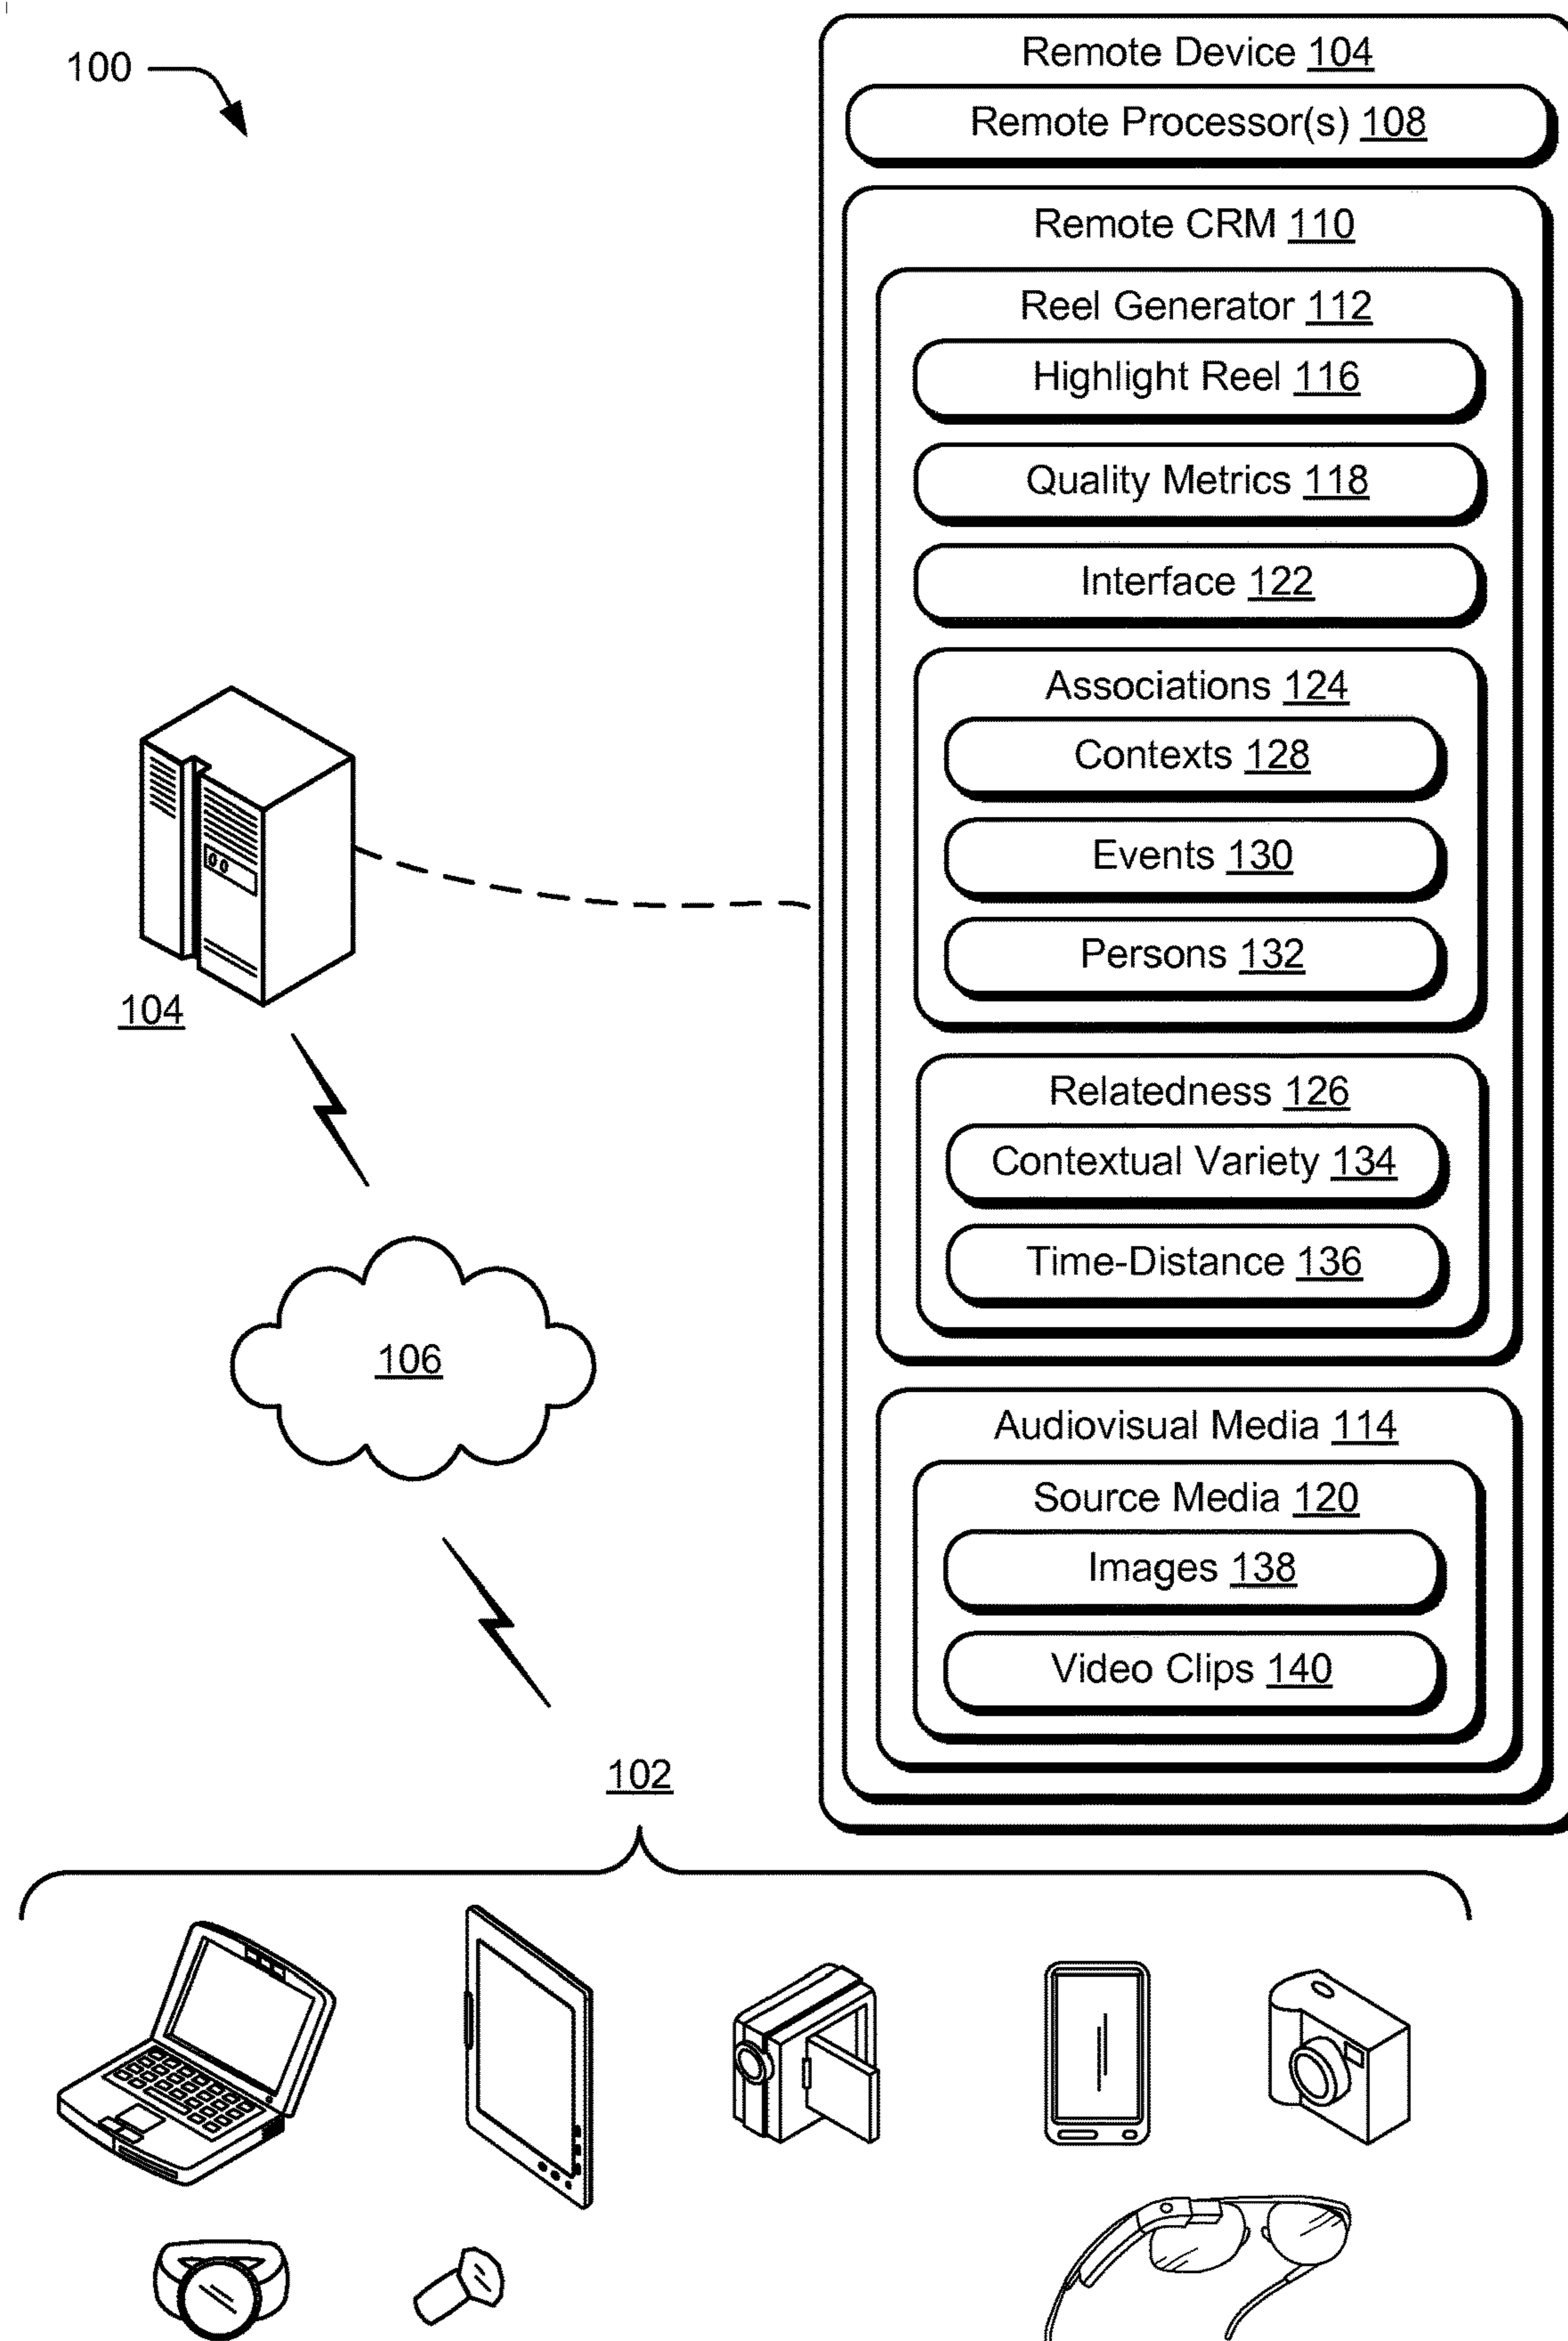 100
Remote Device 104
Remote Processor(s) 108
Remote CRM 110
Reel Generator 112
Highlight Reel 116
Quality Metrics 118
Interface 122
Associations 124
Contexts 128
Events 130
Persons 132
Relatedness 126
Contextual Variety 134
Time-Distance 136
Audiovisual Media 114
Source Media 120
Images 138
Video Clips 140
104
106
102